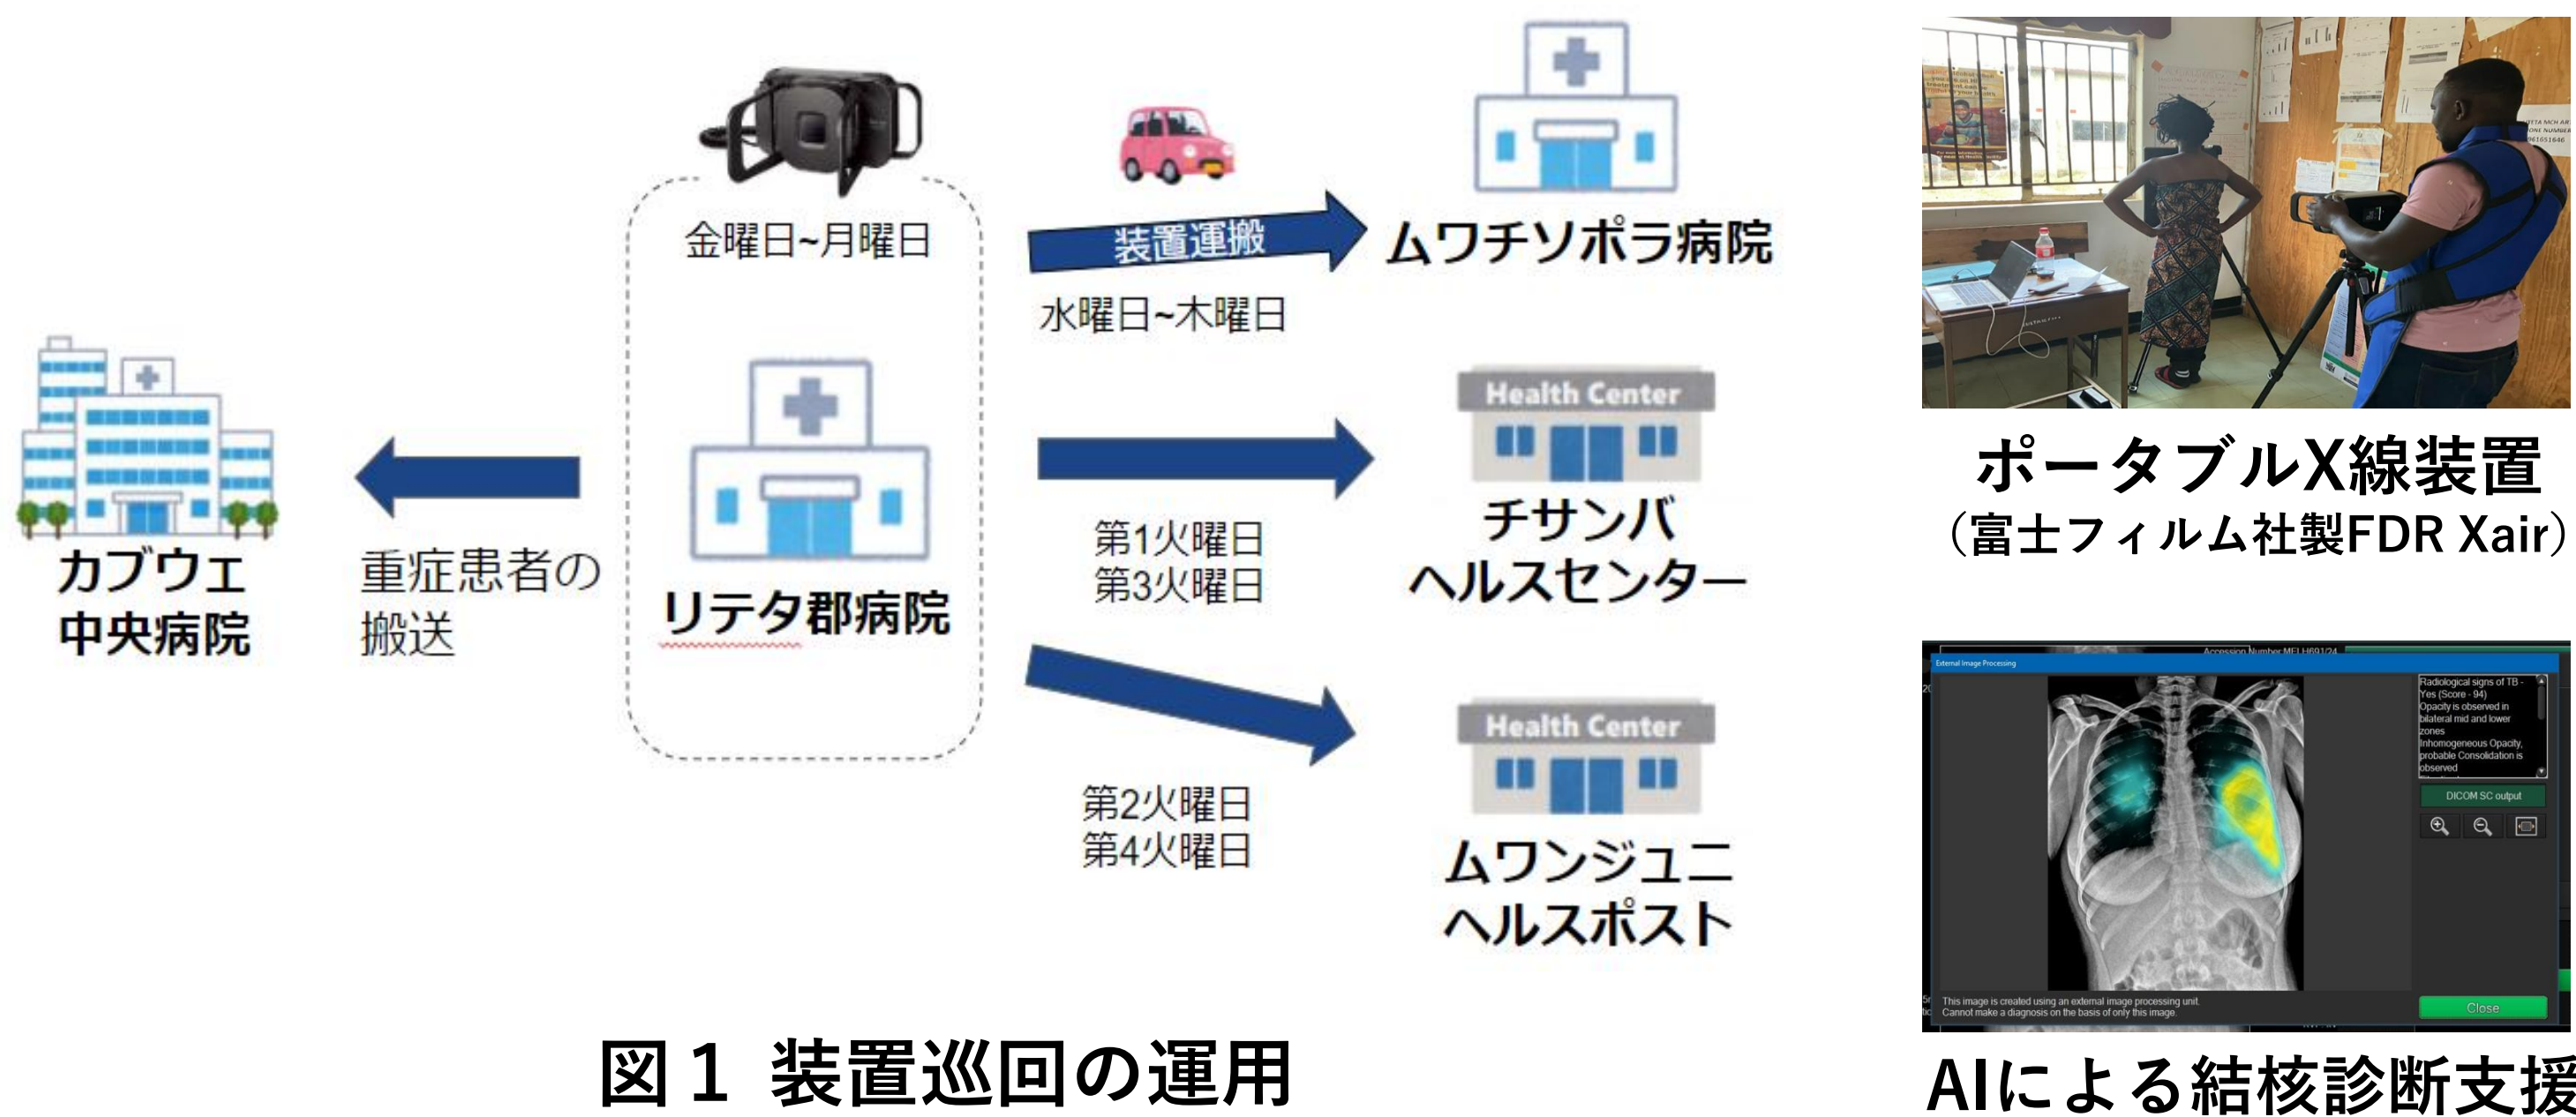 金曜日~月曜日
装置運搬
水曜日~木曜日
ムワチソポラ病院
Health Center
チサンバ
ヘルスセンター
第1火曜日
第3火曜日
カブウェ
中央病院
重症患者の
搬送
リテタ郡病院
Health Center
第2火曜日
第4火曜日
ムワンジュニ
ヘルスポスト
図1 装置巡回の運用
ポータブルX線装置
（富士フィルム社製FDR Xair）
Accession Number MELH691/24
External Image Processing
Radiological signs of TB -
Yes (Score - 94)
Opacity is observed in
bilateral mid and lower
zones
Inhomogeneous Opacity,
probable Consolidation is
observed
DICOM SC output
This image is created using an external image processing unit.
Cannot make a diagnosis on the basis of only this image.
Close
AIによる結核診断支援